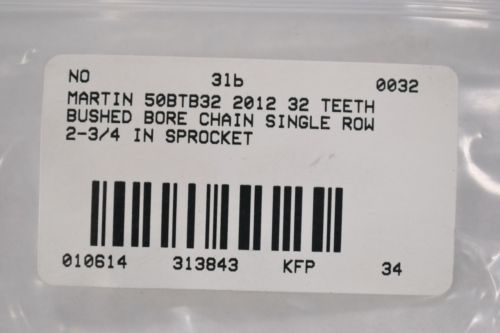 NO 31b 0032
MARTIN 50BTB32 2012 32 TEETH
BUSHED BORE CHAIN SINGLE ROW
2-3/4 IN SPROCKET
010614 313843 KFP 34